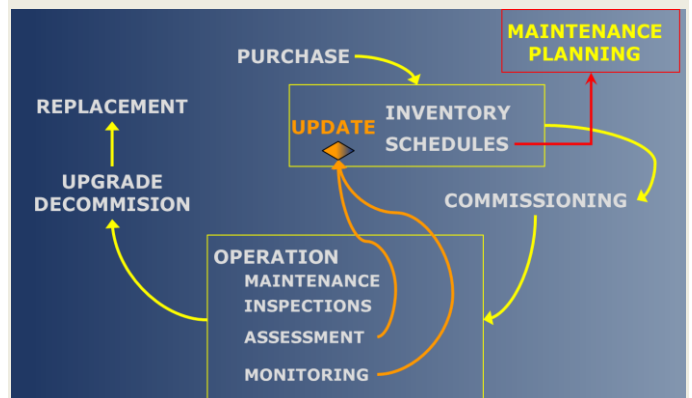 MAINTENANCE
PLANNING
PURCHASE
INVENTORY
UPDATE
SCHEDULES
REPLACEMENT
UPGRADE
DECOMMISION
COMMISSIONING
OPERATION
MAINTENANCE
INSPECTIONS
ASSESSMENT
MONITORING